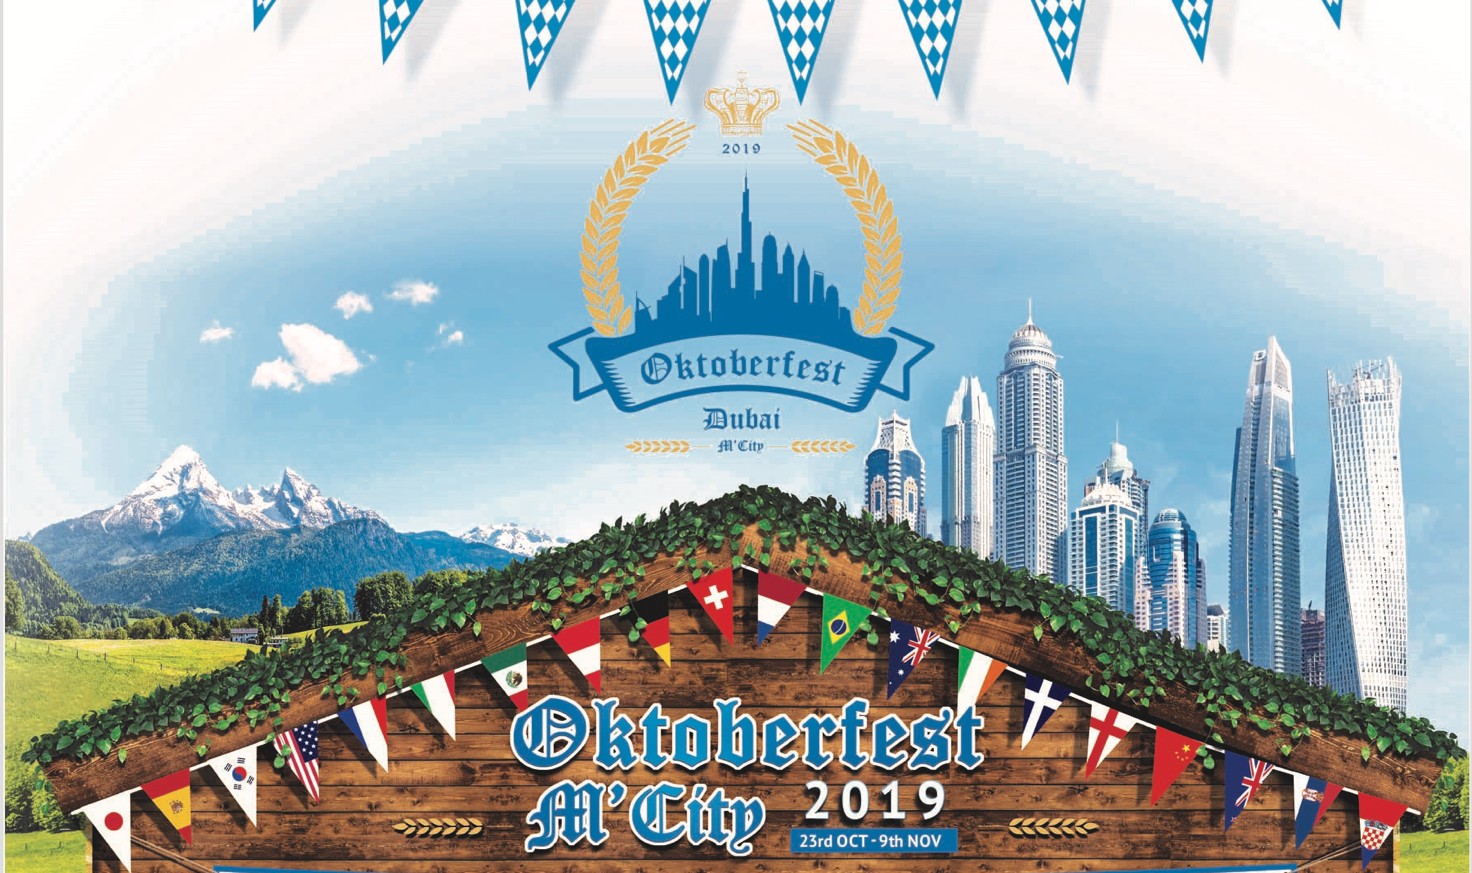 2019
Oktoberfest
Dubai
M'City
Oktoberfest
M'City 2019
23rd OCT - 9th NOV